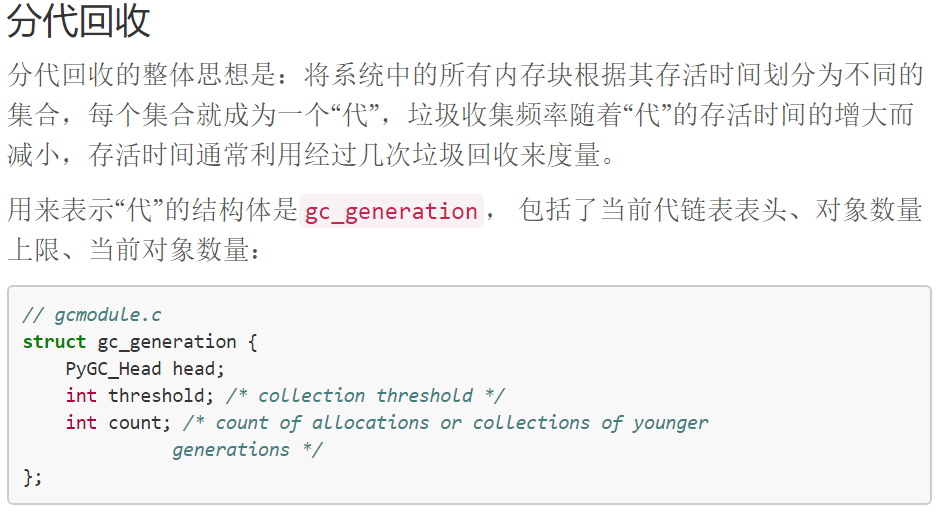 分代回收
分代回收的整体思想是：将系统中的所有内存块根据其存活时间划分为不同的
集合，每个集合就成为一个“代”，垃圾收集频率随着“代”的存活时间的增大而
减小，存活时间通常利用经过几次垃圾回收来度量。
用来表示“代”的结构体是gc_generation， 包括了当前代链表表头、对象数量
上限、当前对象数量：
// gcmodule.c
struct gc_generation {
    PyGC_Head head;
    int threshold; /* collection threshold */
    int count; /* count of allocations or collections of younger
              generations */
};